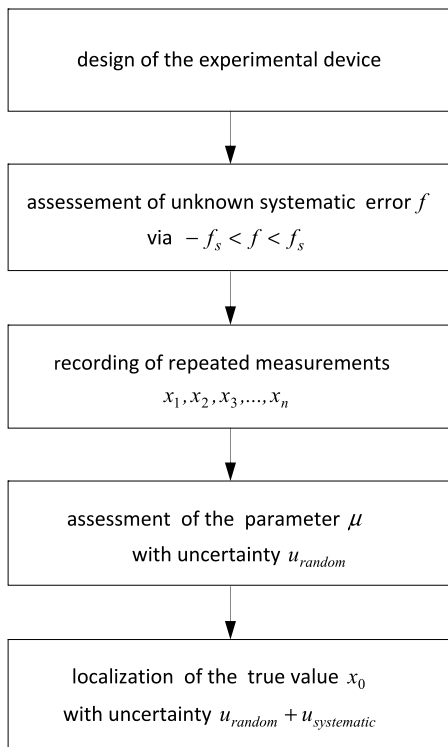 design of the experimental device
assessement of unknown systematic error f
via − f_s < f < f_s
recording of repeated measurements
x_1, x_2, x_3,..., x_n
assessment of the parameter μ
with uncertainty u_random
localization of the true value x_0
with uncertainty u_random + u_systematic